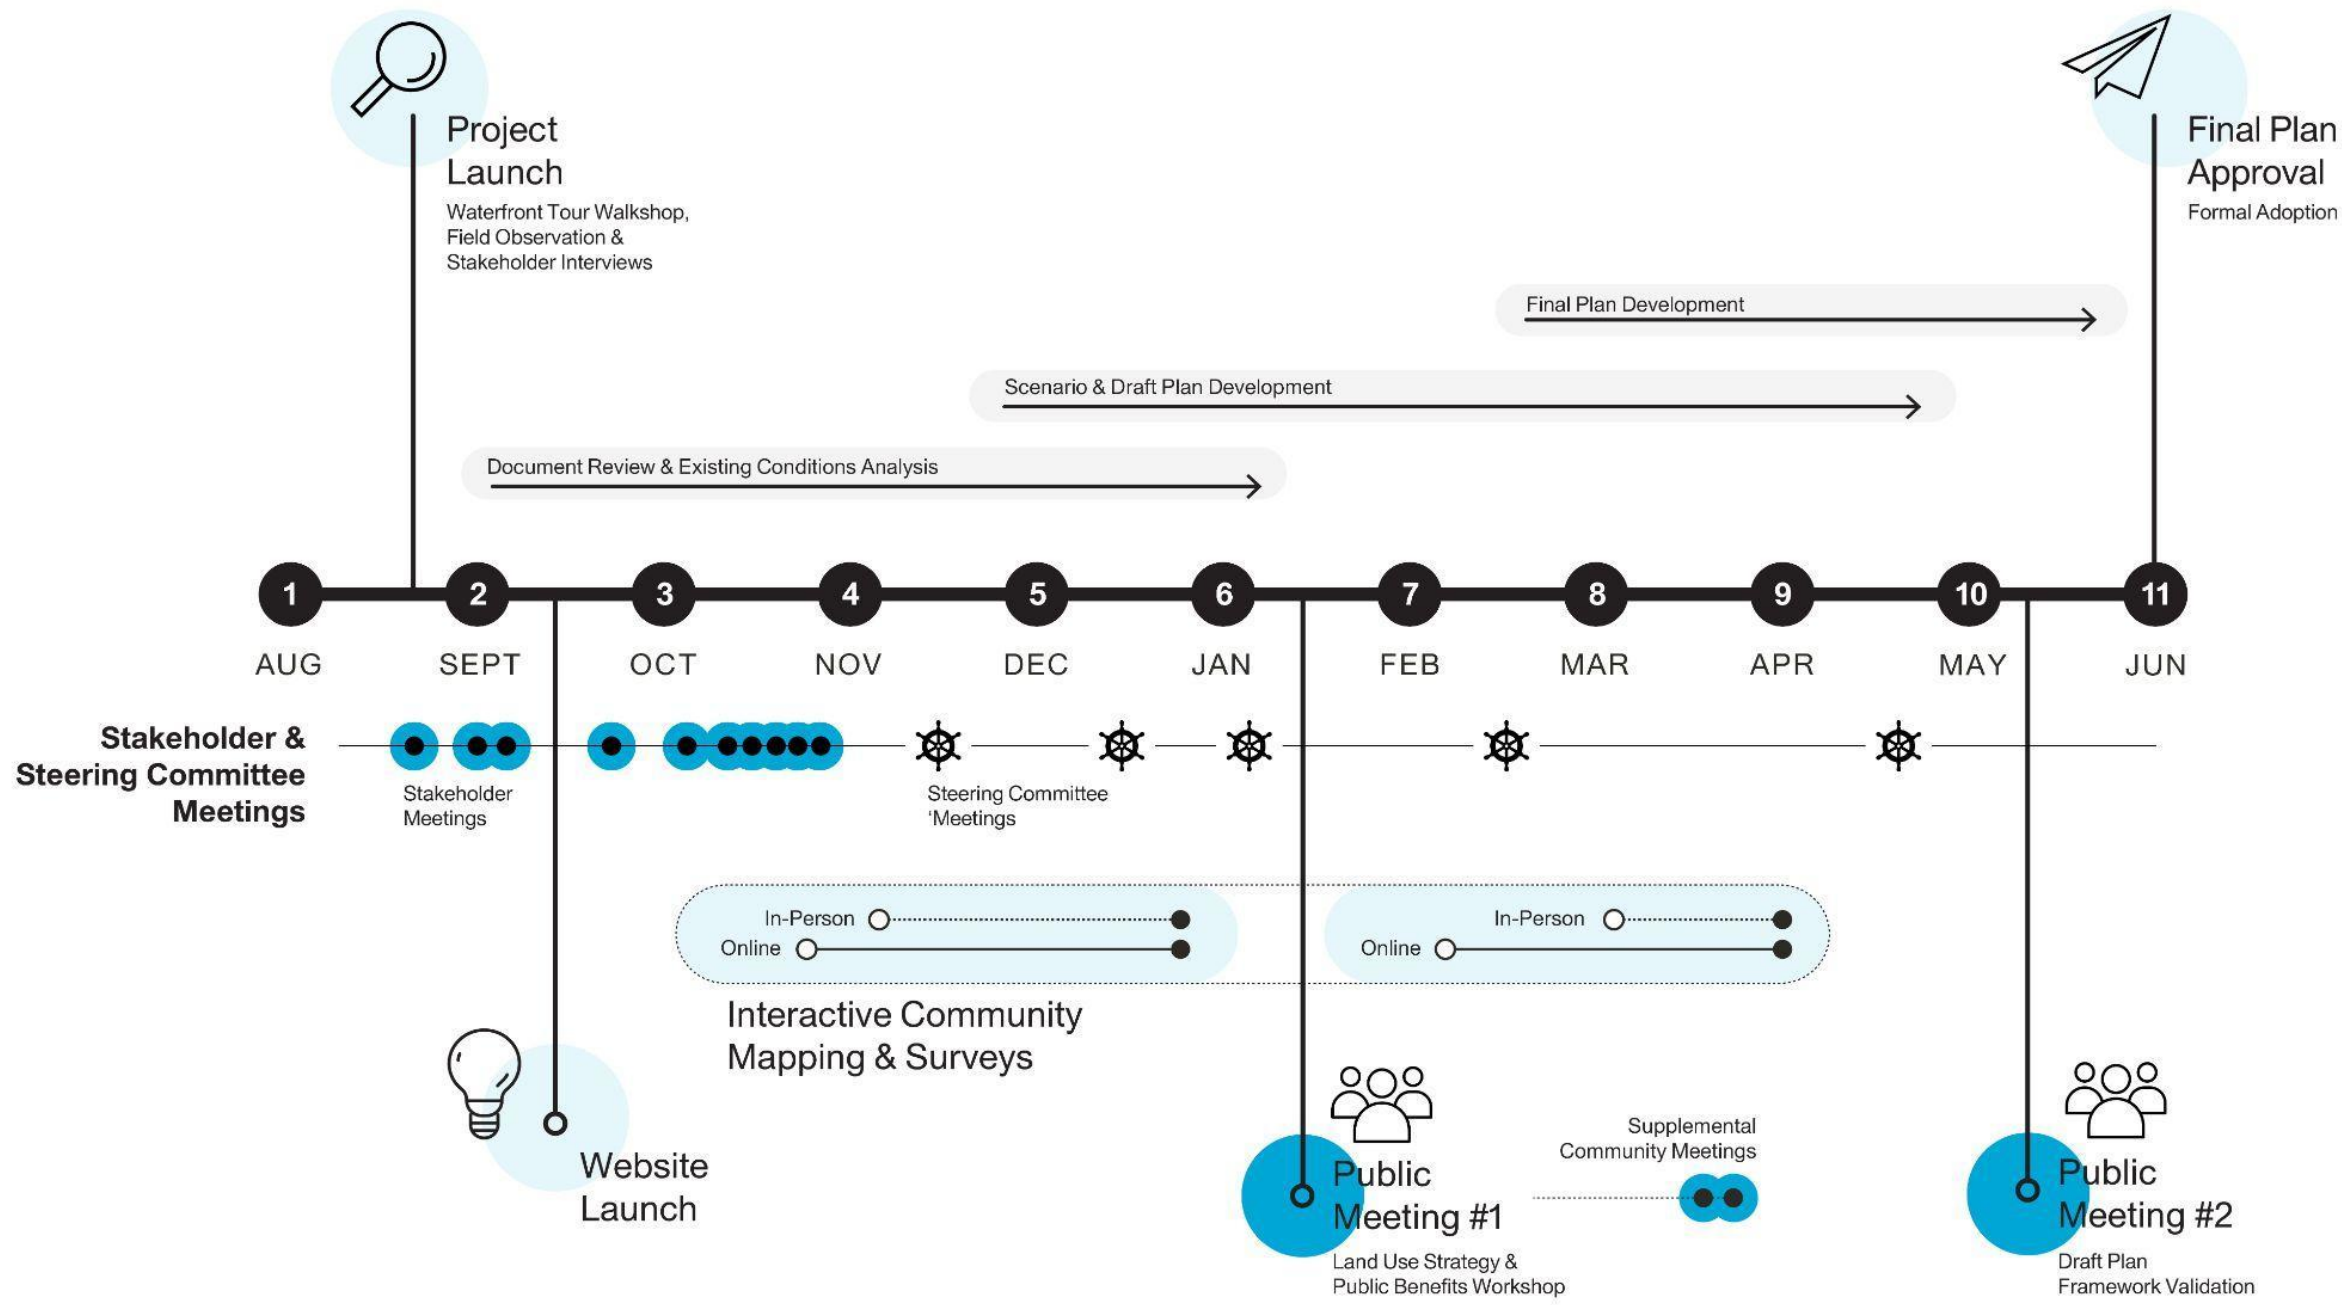 Project
Launch
Waterfront Tour Walkshop,
Field Observation &
Stakeholder Interviews
Final Plan
Approval
Formal Adoption
Final Plan Development
Scenario & Draft Plan Development
Document Review & Existing Conditions Analysis
1 2 3 4 5 6 7 8 9 10 11
AUG SEPT OCT NOV DEC JAN FEB MAR APR MAY JUN
Stakeholder &
Steering Committee
Meetings
Stakeholder
Meetings
Steering Committee
‘Meetings
In-Person
Online
In-Person
Online
Interactive Community
Mapping & Surveys
Website
Launch
Public
Meeting #1
Land Use Strategy &
Public Benefits Workshop
Supplemental
Community Meetings
Public
Meeting #2
Draft Plan
Framework Validation